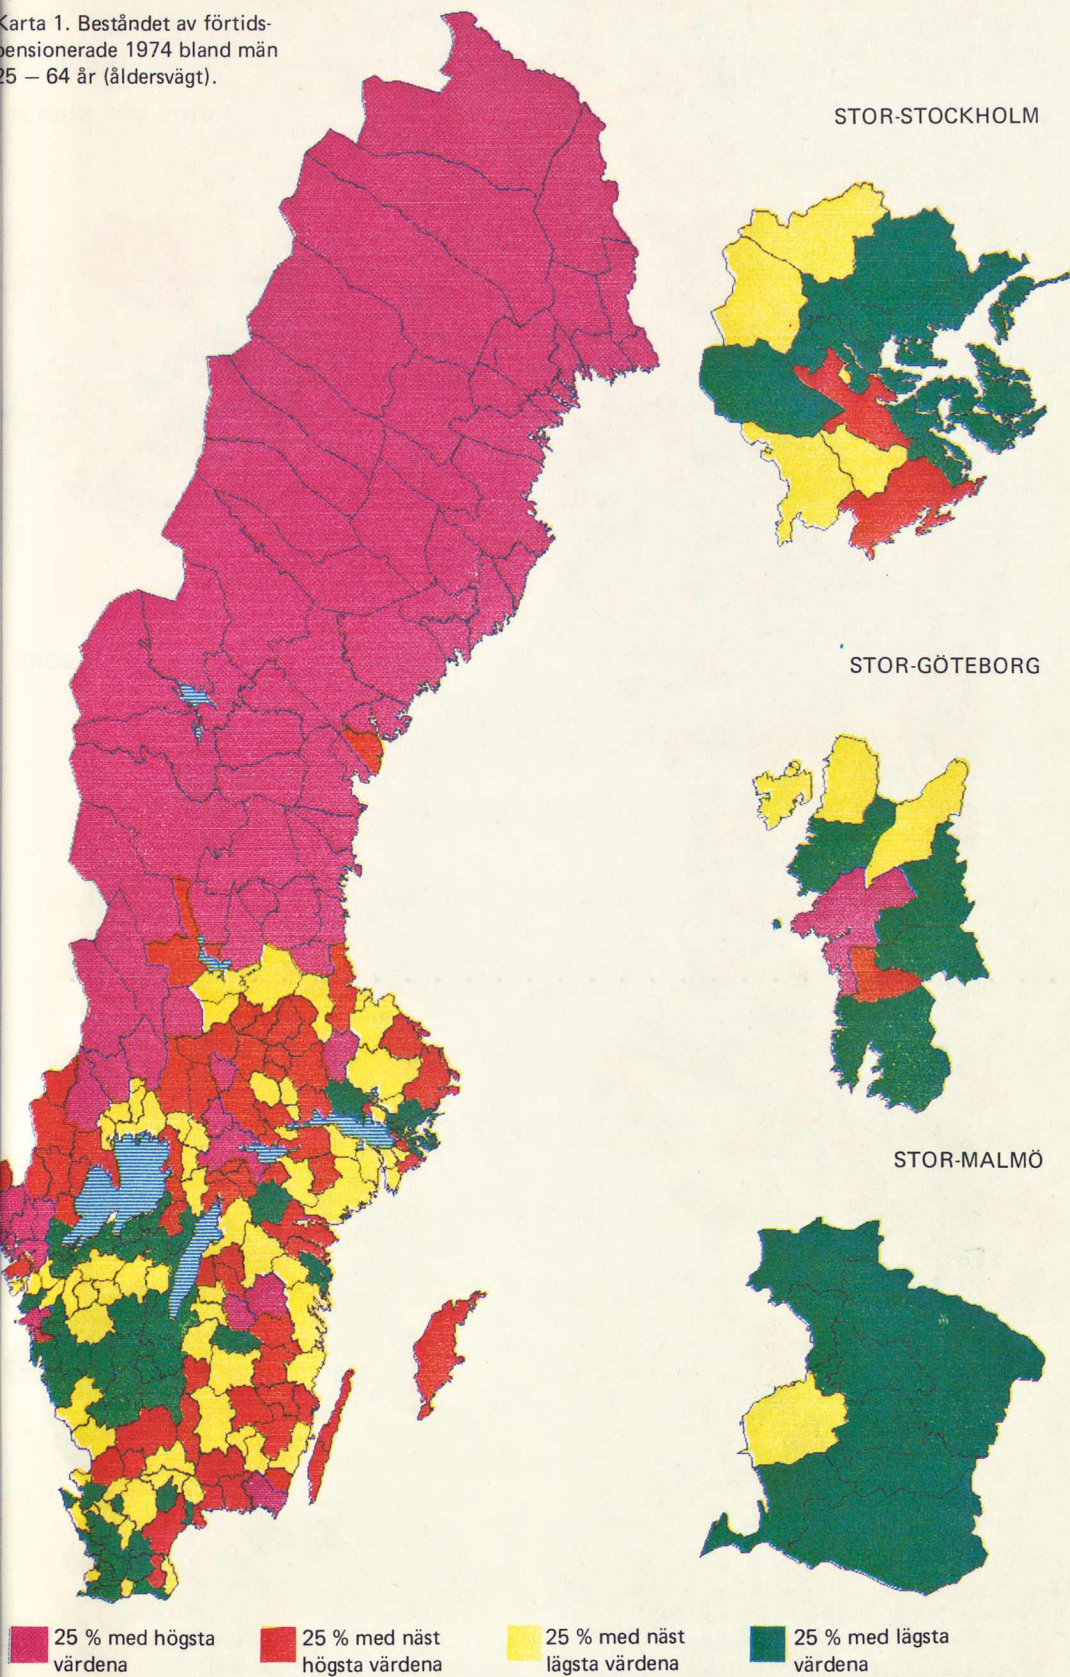 Karta 1. Beståndet av förtids-
pensionerade 1974 bland män
25 – 64 år (åldersvägt).
STOR-STOCKHOLM
STOR-GÖTEBORG
STOR-MALMÖ
25 % med högsta
värdena
25 % med näst
högsta värdena
25 % med näst
lägsta värdena
25 % med lägsta
värdena